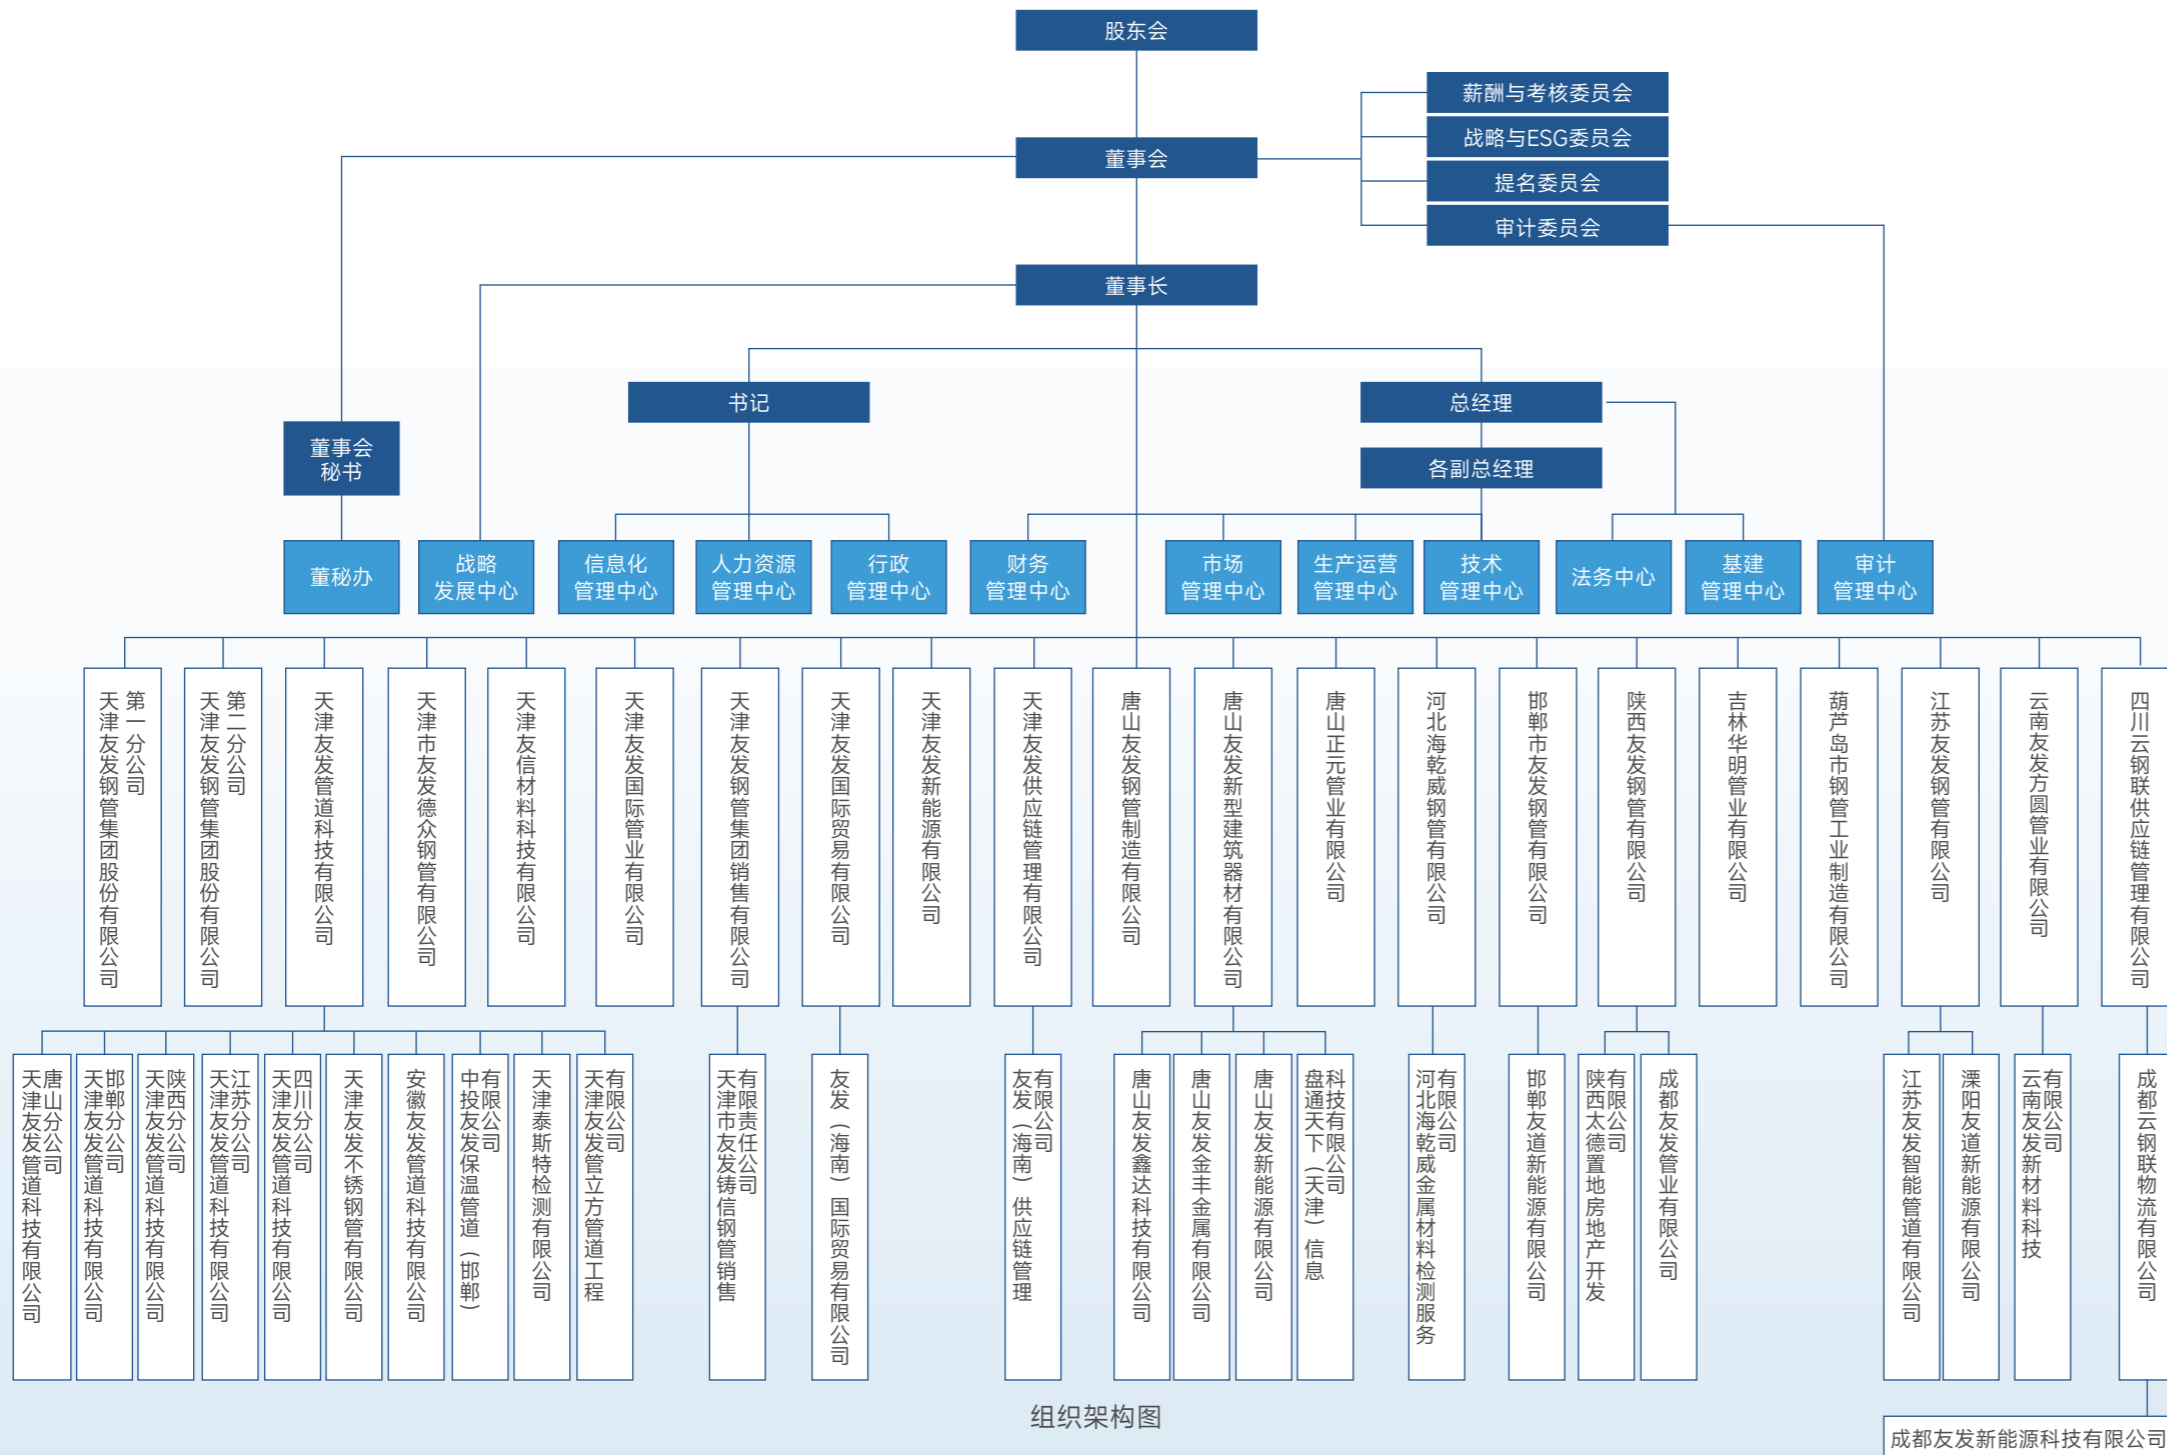 股东会
薪酬与考核委员会
战略与ESG委员会
董事会
提名委员会
审计委员会
董事长
书记
总经理
董事会
秘书
各副总经理
董秘办
战略
发展中心
信息化
管理中心
人力资源
管理中心
行政
管理中心
财务
管理中心
市场
管理中心
生产运营
管理中心
技术
管理中心
法务中心
基建
管理中心
审计
管理中心
天津友发钢管集团股份有限公司
第一分公司
天津友发钢管集团股份有限公司
第二分公司
天津友发管道科技有限公司
天津市友发德众钢管有限公司
天津友信材料科技有限公司
天津友发国际管业有限公司
天津友发钢管集团销售有限公司
天津友发国际贸易有限公司
天津友发新能源有限公司
天津友发供应链管理有限公司
唐山友发钢管制造有限公司
唐山友发新型建筑器材有限公司
唐山正元管业有限公司
河北海乾威钢管有限公司
邯郸市友发钢管有限公司
陕西友发钢管有限公司
吉林华明管业有限公司
葫芦岛市钢管工业制造有限公司
江苏友发钢管有限公司
云南友发方圆管业有限公司
四川云钢联供应链管理有限公司
天津友发管道科技有限公司
唐山分公司
天津友发管道科技有限公司
邯郸分公司
天津友发管道科技有限公司
陕西分公司
天津友发管道科技有限公司
江苏分公司
天津友发管道科技有限公司
四川分公司
天津友发不锈钢管有限公司
安徽友发管道科技有限公司
中投友发保温管道（邯郸）
有限公司
天津泰斯特检测有限公司
天津友发管立方管道工程
有限公司
天津市友发铸信钢管销售
有限责任公司
友发（海南）国际贸易有限公司
友发（海南）供应链管理
有限公司
唐山友发鑫达科技有限公司
唐山友发金丰金属有限公司
唐山友发新能源有限公司
盘通天下（天津）信息
科技有限公司
河北海乾威金属材料检测服务
有限公司
邯郸友道新能源有限公司
陕西太德置地房地产开发
有限公司
成都友发管业有限公司
江苏友发智能管道有限公司
溧阳友道新能源有限公司
云南友发新材料科技
有限公司
成都云钢联物流有限公司
组织架构图
成都友发新能源科技有限公司